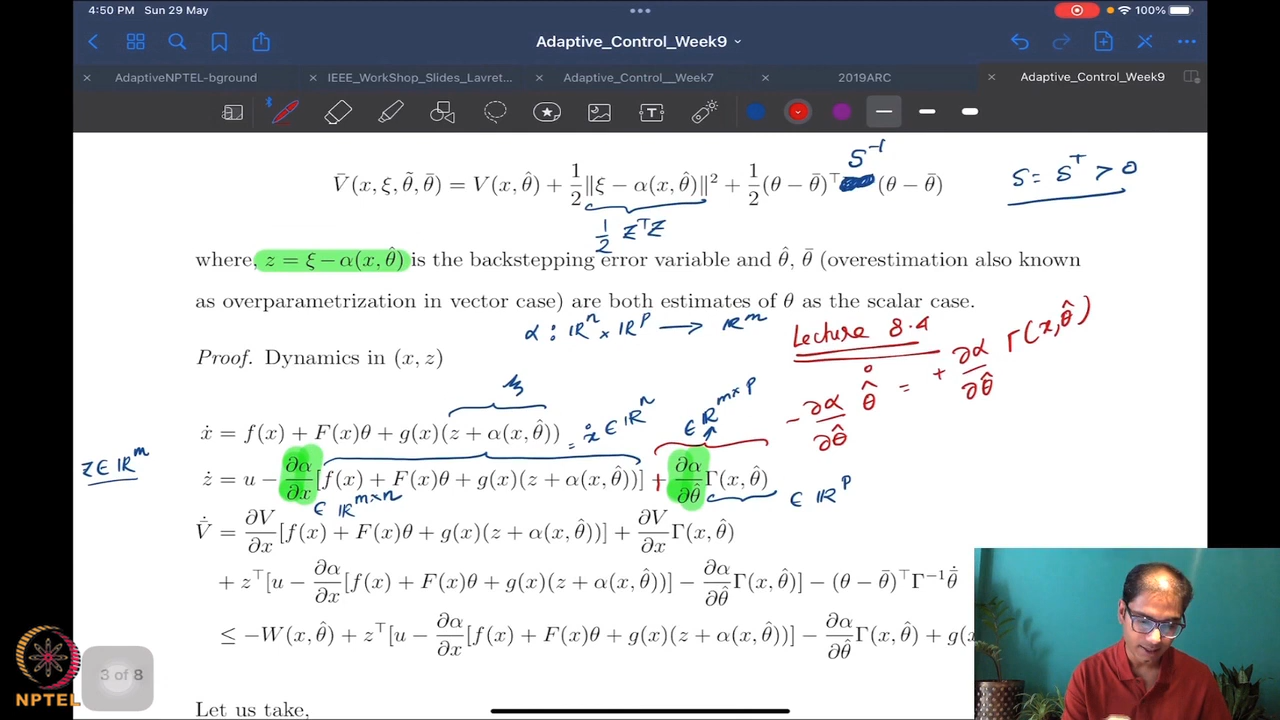 4:50 PM Sun 29 May
100%
Adaptive_Control_Week9
AdaptiveNPTEL-bground
IEEE_WorkShop_Slides_Lavret...
Adaptive_Control__Week7
2019ARC
Adaptive_Control_Week9
S⁻¹
V̄(x, ξ, θ̃, θ̄) = V(x, θ̂) + 1/2 ‖ξ − α(x, θ̂)‖² + 1/2 (θ − θ̄)ᵀ (θ − θ̄)
S = Sᵀ > 0
1/2 zᵀz
where, z = ξ − α(x, θ̂) is the backstepping error variable and θ̂, θ̄ (overestimation also known
as overparametrization in vector case) are both estimates of θ as the scalar case.
α : ℝⁿ × ℝᵖ → ℝᵐ
Lecture 8.4
Proof. Dynamics in (x, z)
− ∂α/∂θ̂ θ̂̇ = + ∂α/∂θ̂ Γ(x, θ̂)
ξ
∈ ℝᵐˣᵖ
ẋ = f(x) + F(x)θ + g(x)(z + α(x, θ̂))
= ẋ ∈ ℝⁿ
z ∈ ℝᵐ
ż = u − ∂α/∂x [f(x) + F(x)θ + g(x)(z + α(x, θ̂))] + ∂α/∂θ̂ Γ(x, θ̂)
∈ ℝᵐˣⁿ
∈ ℝᵖ
V̄̇ = ∂V/∂x [f(x) + F(x)θ + g(x)(z + α(x, θ̂))] + ∂V/∂x Γ(x, θ̂)
+ zᵀ[u − ∂α/∂x [f(x) + F(x)θ + g(x)(z + α(x, θ̂))] − ∂α/∂θ̂ Γ(x, θ̂)] − (θ − θ̄)ᵀΓ⁻¹θ̄̇
≤ −W(x, θ̂) + zᵀ[u − ∂α/∂x [f(x) + F(x)θ + g(x)(z + α(x, θ̂))] − ∂α/∂θ̂ Γ(x, θ̂) + g(x
3 of 8
NPTEL
Let us take,